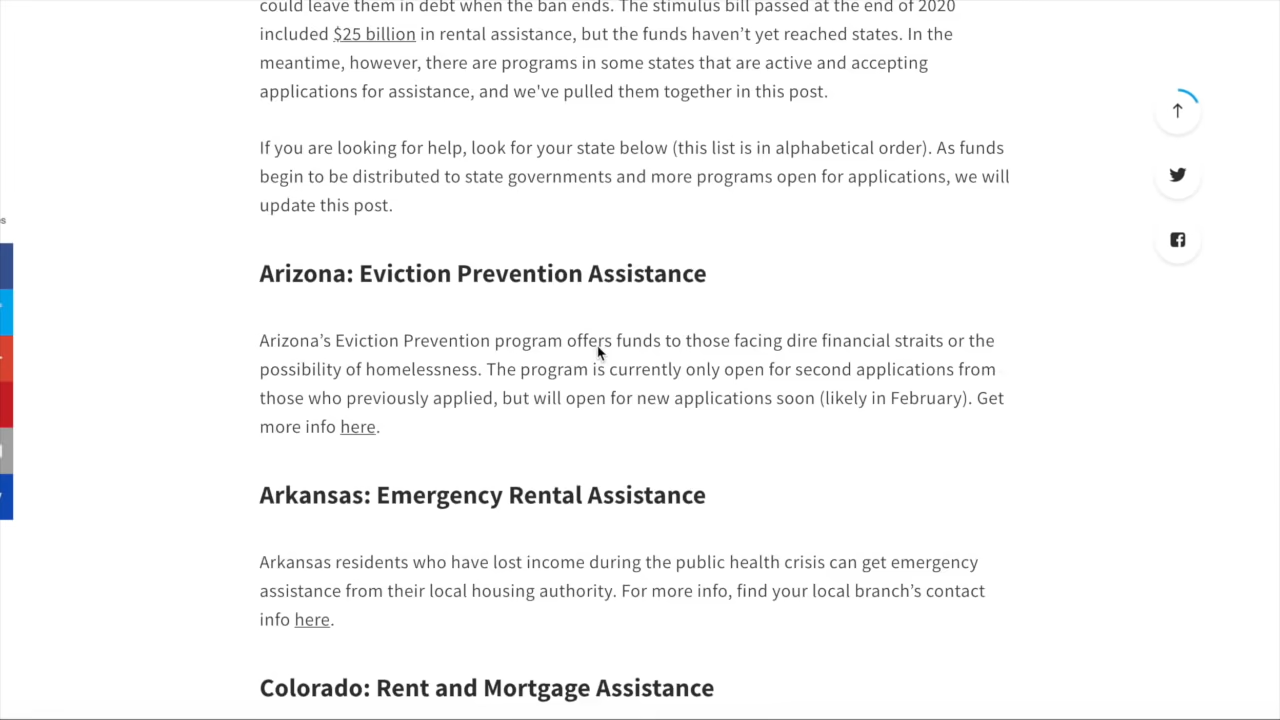 could leave them in debt when the ban ends. The stimulus bill passed at the end of 2020
included $25 billion in rental assistance, but the funds haven’t yet reached states. In the
meantime, however, there are programs in some states that are active and accepting
applications for assistance, and we've pulled them together in this post.
If you are looking for help, look for your state below (this list is in alphabetical order). As funds
begin to be distributed to state governments and more programs open for applications, we will
update this post.
Arizona: Eviction Prevention Assistance
Arizona’s Eviction Prevention program offers funds to those facing dire financial straits or the
possibility of homelessness. The program is currently only open for second applications from
those who previously applied, but will open for new applications soon (likely in February). Get
more info here.
Arkansas: Emergency Rental Assistance
Arkansas residents who have lost income during the public health crisis can get emergency
assistance from their local housing authority. For more info, find your local branch’s contact
info here.
Colorado: Rent and Mortgage Assistance